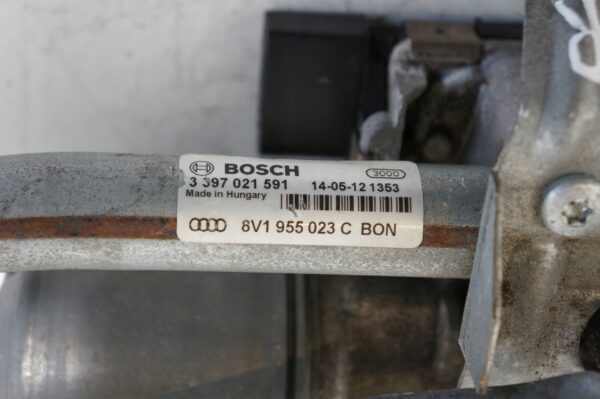 BOSCH
3000
3 397 021 591 14-05-12 1353
Made in Hungary
8V1 955 023 C BON